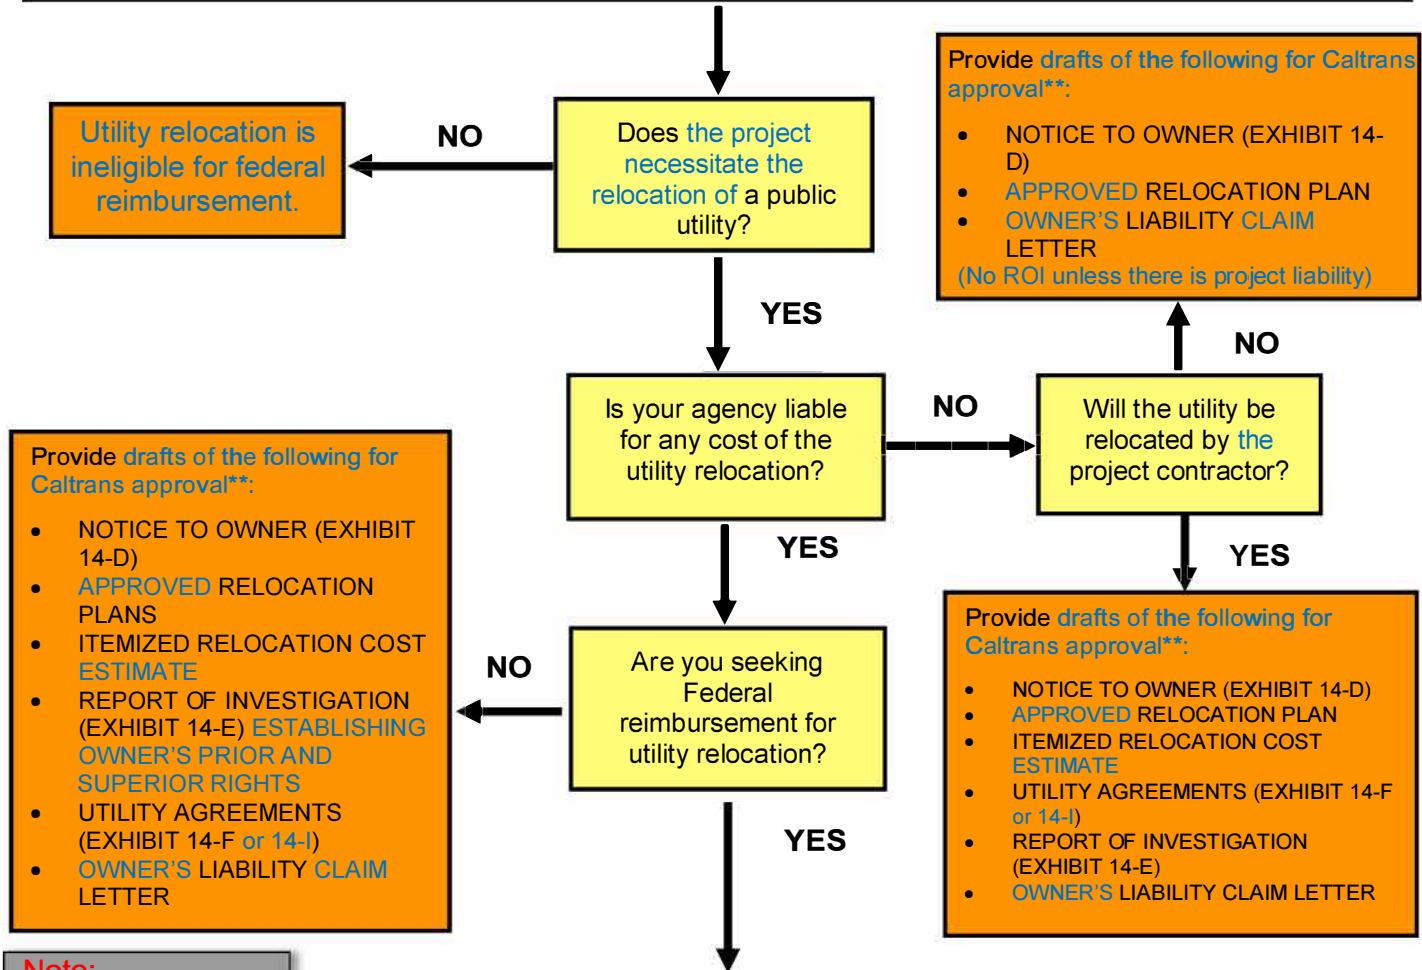 Provide drafts of the following for Caltrans
approval**:
• NOTICE TO OWNER (EXHIBIT 14-
D)
• APPROVED RELOCATION PLAN
• OWNER'S LIABILITY CLAIM
LETTER
(No ROI unless there is project liability)
Utility relocation is
ineligible for federal
reimbursement.
NO
Does the project
necessitate the
relocation of a public
utility?
YES
NO
Is your agency liable
for any cost of the
utility relocation?
NO
Will the utility be
relocated by the
project contractor?
YES
YES
Provide drafts of the following for
Caltrans approval**:
• NOTICE TO OWNER (EXHIBIT
14-D)
• APPROVED RELOCATION
PLANS
• ITEMIZED RELOCATION COST
ESTIMATE
• REPORT OF INVESTIGATION
(EXHIBIT 14-E) ESTABLISHING
OWNER'S PRIOR AND
SUPERIOR RIGHTS
• UTILITY AGREEMENTS
(EXHIBIT 14-F or 14-I)
• OWNER'S LIABILITY CLAIM
LETTER
NO
Are you seeking
Federal
reimbursement for
utility relocation?
YES
Provide drafts of the following for
Caltrans approval**:
• NOTICE TO OWNER (EXHIBIT 14-D)
• APPROVED RELOCATION PLAN
• ITEMIZED RELOCATION COST
ESTIMATE
• UTILITY AGREEMENTS (EXHIBIT 14-F
or 14-I)
• REPORT OF INVESTIGATION
(EXHIBIT 14-E)
• OWNER'S LIABILITY CLAIM LETTER
Note: